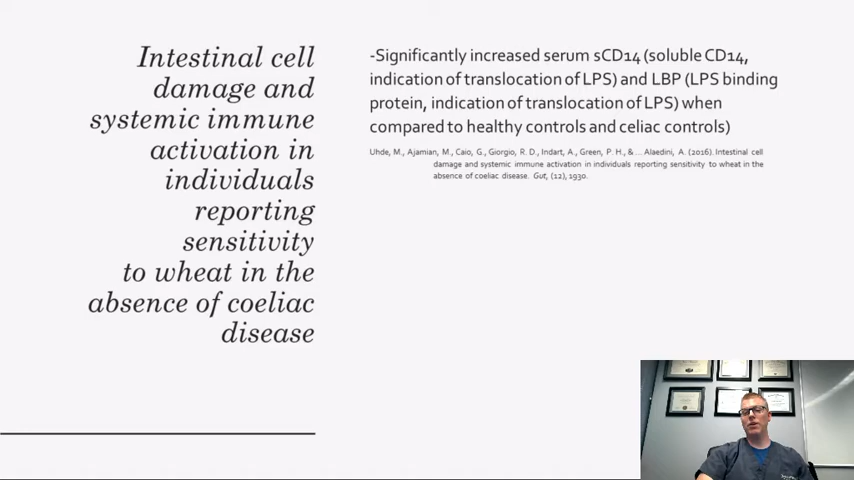 Intestinal cell
damage and
systemic immune
activation in
individuals
reporting
sensitivity
to wheat in the
absence of coeliac
disease
-Significantly increased serum sCD14 (soluble CD14,
indication of translocation of LPS) and LBP (LPS binding
protein, indication of translocation of LPS) when
compared to healthy controls and celiac controls)
Uhde, M., Ajamian, M., Caio, G., Giorgio, R. D., Indart, A., Green, P. H., & ... Alaedini, A. (2016). Intestinal cell
damage and systemic immune activation in individuals reporting sensitivity to wheat in the
absence of coeliac disease. Gut, (12), 1930.